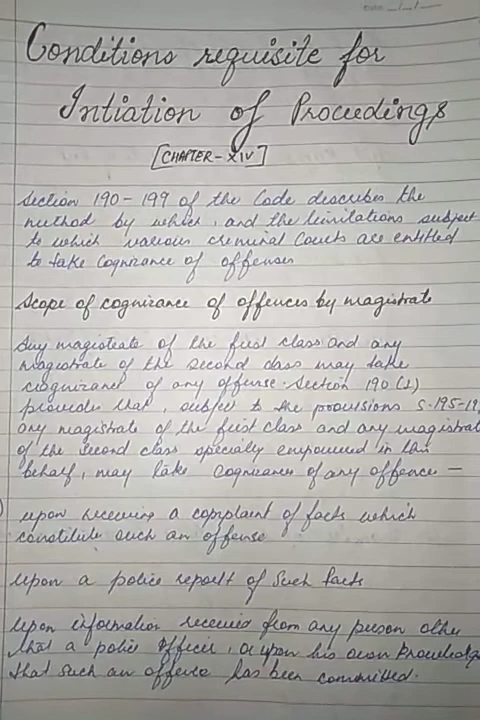 Date __/__/__
Conditions requisite for
Intiation of Proceedings
[CHAPTER-XIV]
Section 190-199 of the Code describes the
method by which, and the limitations subject
to which various criminal Courts are entitled
to take Cognizance of offenses
Scope of cognizance of offences by magistrate
Any magistrate of the first class and any
magistrate of the second class may take
cognizance of any offense. Section 190 (1)
provides that, subject to the provisions S.195-19
any magistrate of the first class and any magistrat
of the second class specially empowered in this
behalf, may take cognizance of any offence —
upon receiving a complaint of facts which
constitute such an offense
upon a police report of such facts
Upon information received from any person other
that a police officer, or upon his own knowledge
that such an offence has been committed.